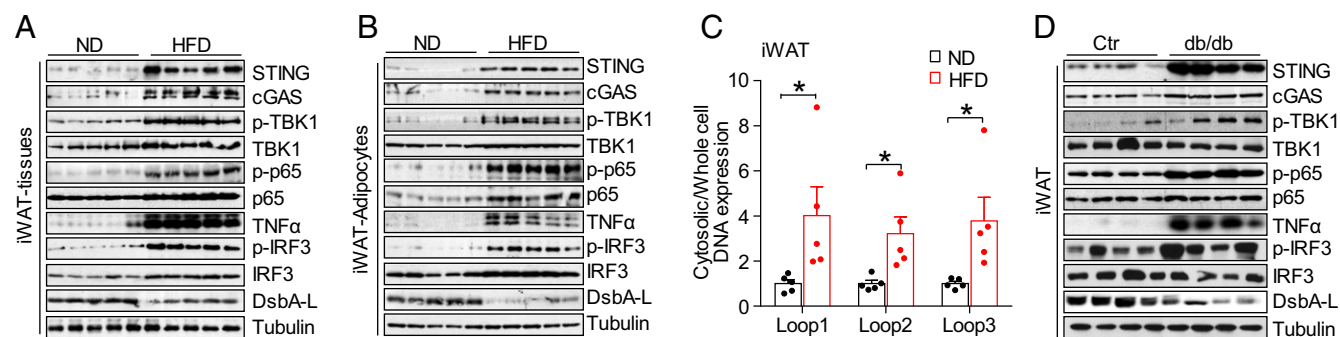 A
ND HFD
iWAT-tissues
STING
cGAS
p-TBK1
TBK1
p-p65
p65
TNFα
p-IRF3
IRF3
DsbA-L
Tubulin
B
ND HFD
iWAT-Adipocytes
STING
cGAS
p-TBK1
TBK1
p-p65
p65
TNFα
p-IRF3
IRF3
DsbA-L
Tubulin
C
iWAT
ND
HFD
Cytosolic/Whole cell
DNA expression
10
8
6
4
2
0
* * *
Loop1 Loop2 Loop3
D
Ctr db/db
iWAT
STING
cGAS
p-TBK1
TBK1
p-p65
p65
TNFα
p-IRF3
IRF3
DsbA-L
Tubulin